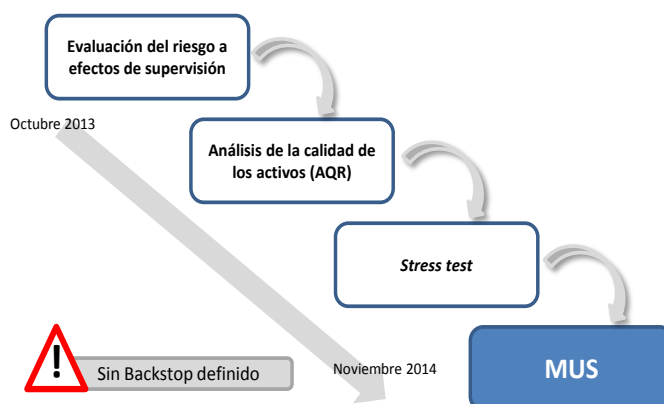 Evaluación del riesgo a
efectos de supervisión
Octubre 2013
Análisis de la calidad de
los activos (AQR)
Stress test
!
Sin Backstop definido
Noviembre 2014
MUS